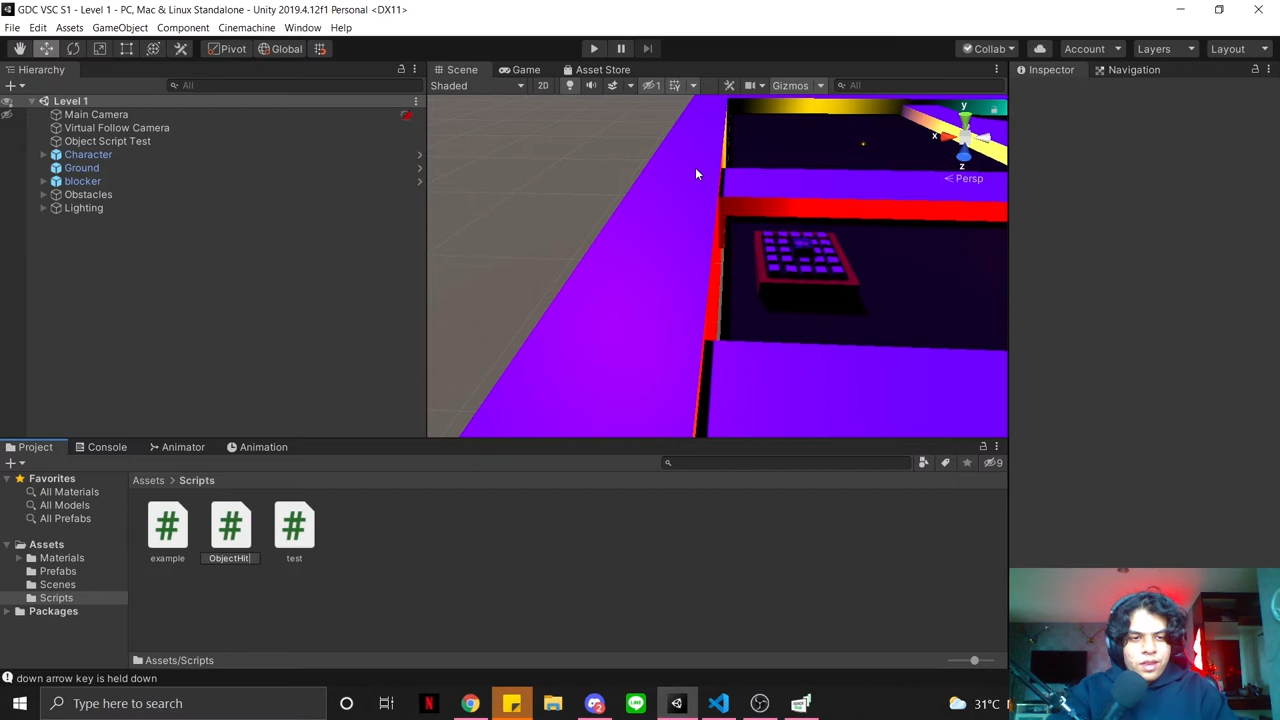 GDC VSC S1 - Level 1 - PC, Mac & Linux Standalone - Unity 2019.4.12f1 Personal <DX11>
File Edit Assets GameObject Component Cinemachine Window Help
Pivot Global Collab Account Layers Layout
Hierarchy Scene Game Asset Store Inspector Navigation
All Shaded 2D 1 Gizmos All
Level 1
Main Camera
Virtual Follow Camera
Object Script Test
Character
Ground
blocker
Obstacles
Lighting
y
x
z
Persp
Project Console Animator Animation
9
Favorites
All Materials
All Models
All Prefabs
Assets
Materials
Prefabs
Scenes
Scripts
Packages
Assets > Scripts
# # #
example ObjectHit test
Assets/Scripts
down arrow key is held down
Type here to search
N
LINE
31°C